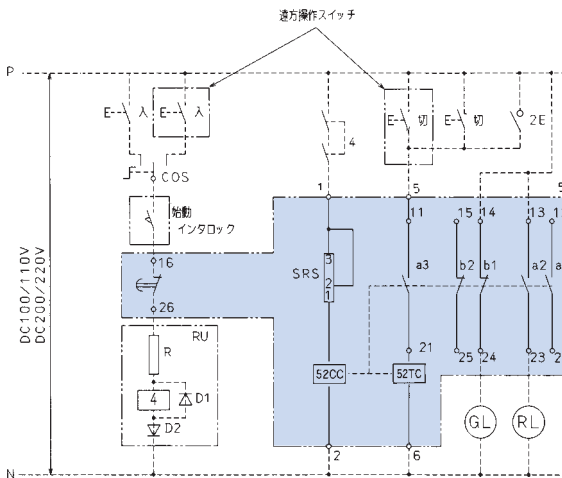 遠方操作スイッチ
P
E 入
E 入
4
E 切
E 切
2E
COS
1
5
始動
インタロック
11
15
14
13
16
SRS
3
2
1
a3
b2
b1
a2
a
26
RU
21
25
24
23
2
R
4
D1
D2
52CC
52TC
GL
RL
2
6
N
DC100/110V
DC200/220V